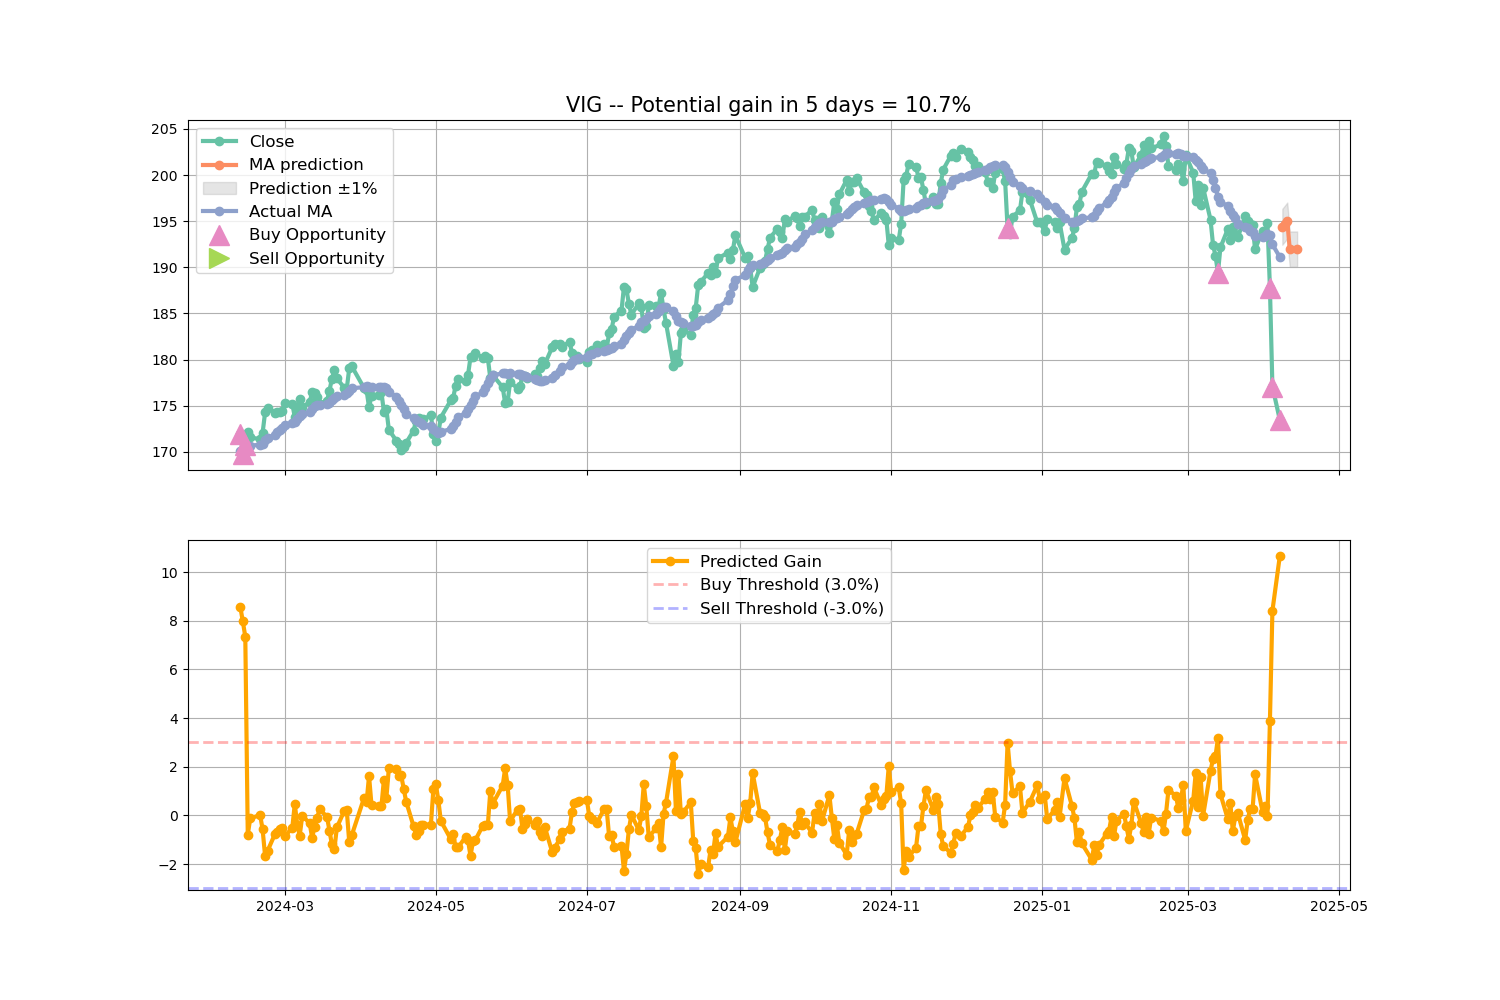 VIG -- Potential gain in 5 days = 10.7%
205
200
195
190
185
180
175
170
Close
MA prediction
Prediction ±1%
Actual MA
Buy Opportunity
Sell Opportunity
10
8
6
4
2
0
−2
Predicted Gain
Buy Threshold (3.0%)
Sell Threshold (-3.0%)
2024-03
2024-05
2024-07
2024-09
2024-11
2025-01
2025-03
2025-05